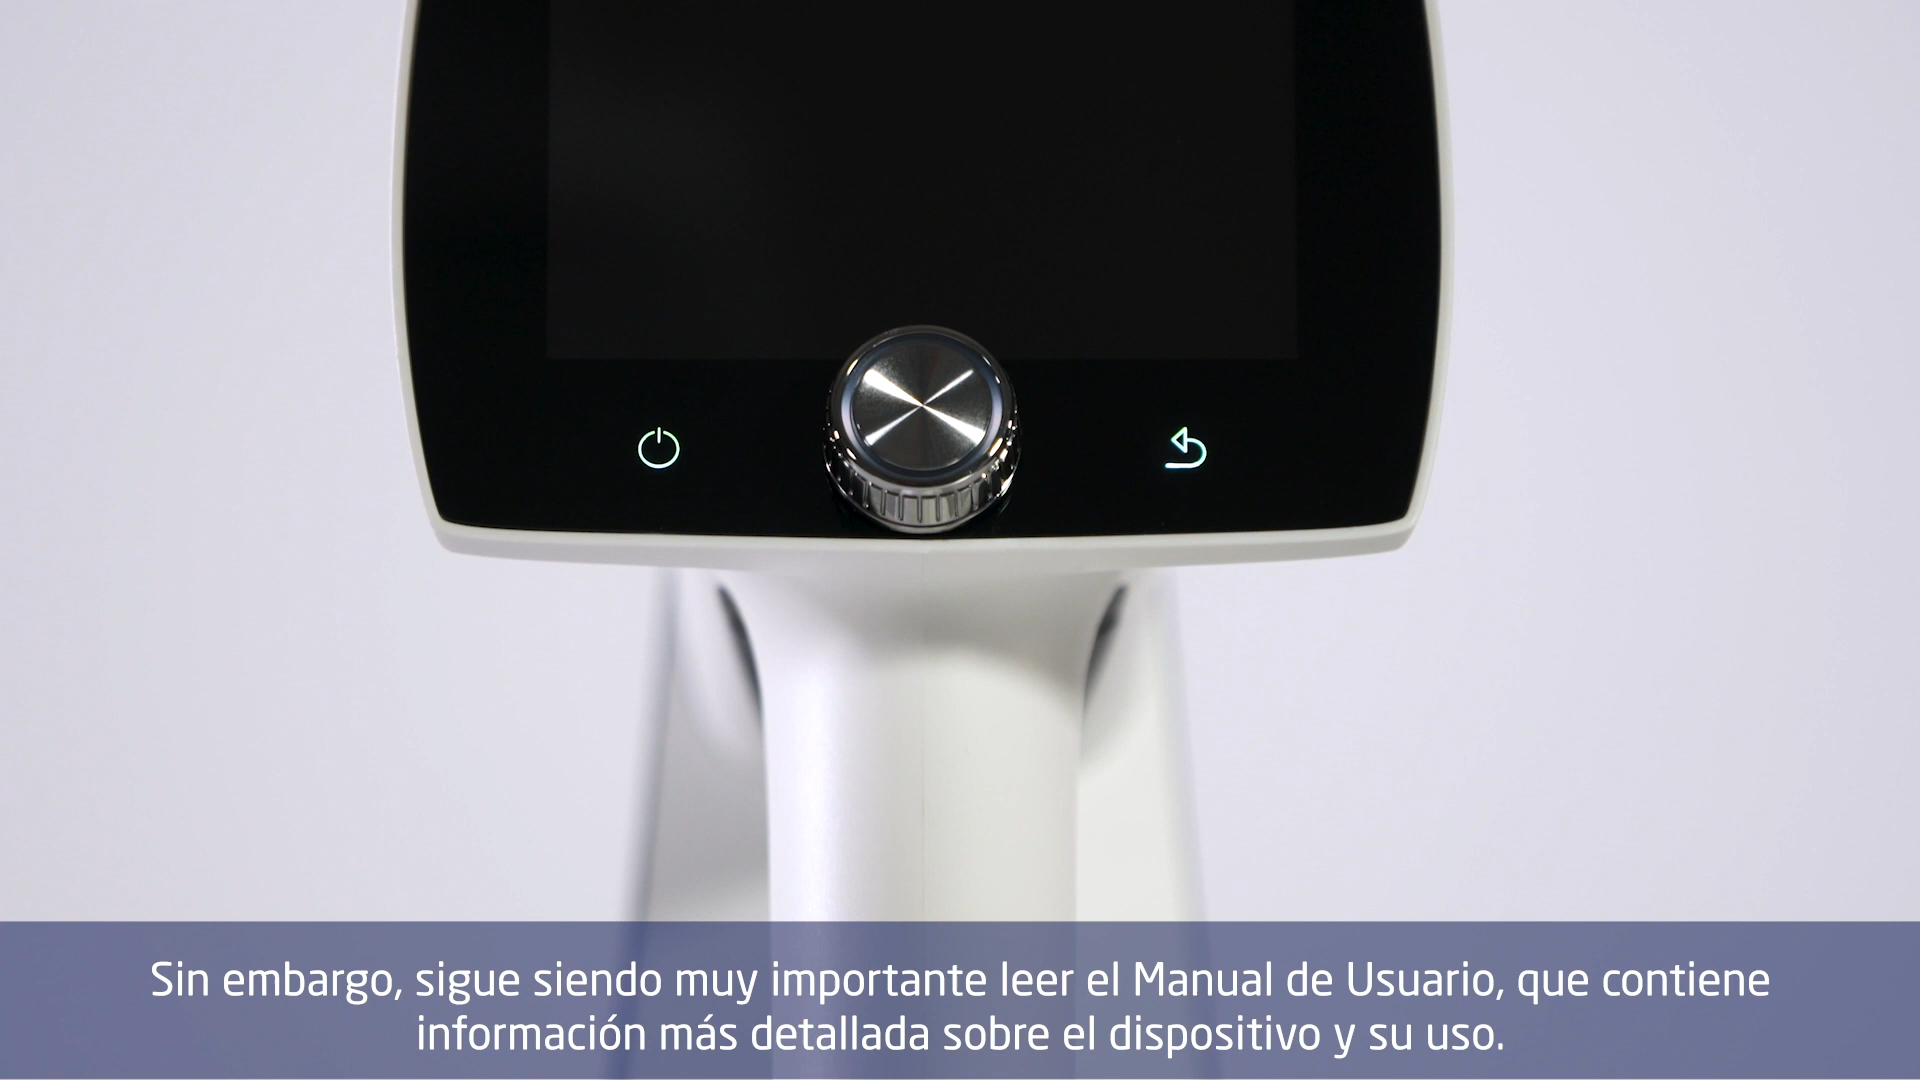 Sin embargo, sigue siendo muy importante leer el Manual de Usuario, que contiene
información más detallada sobre el dispositivo y su uso.